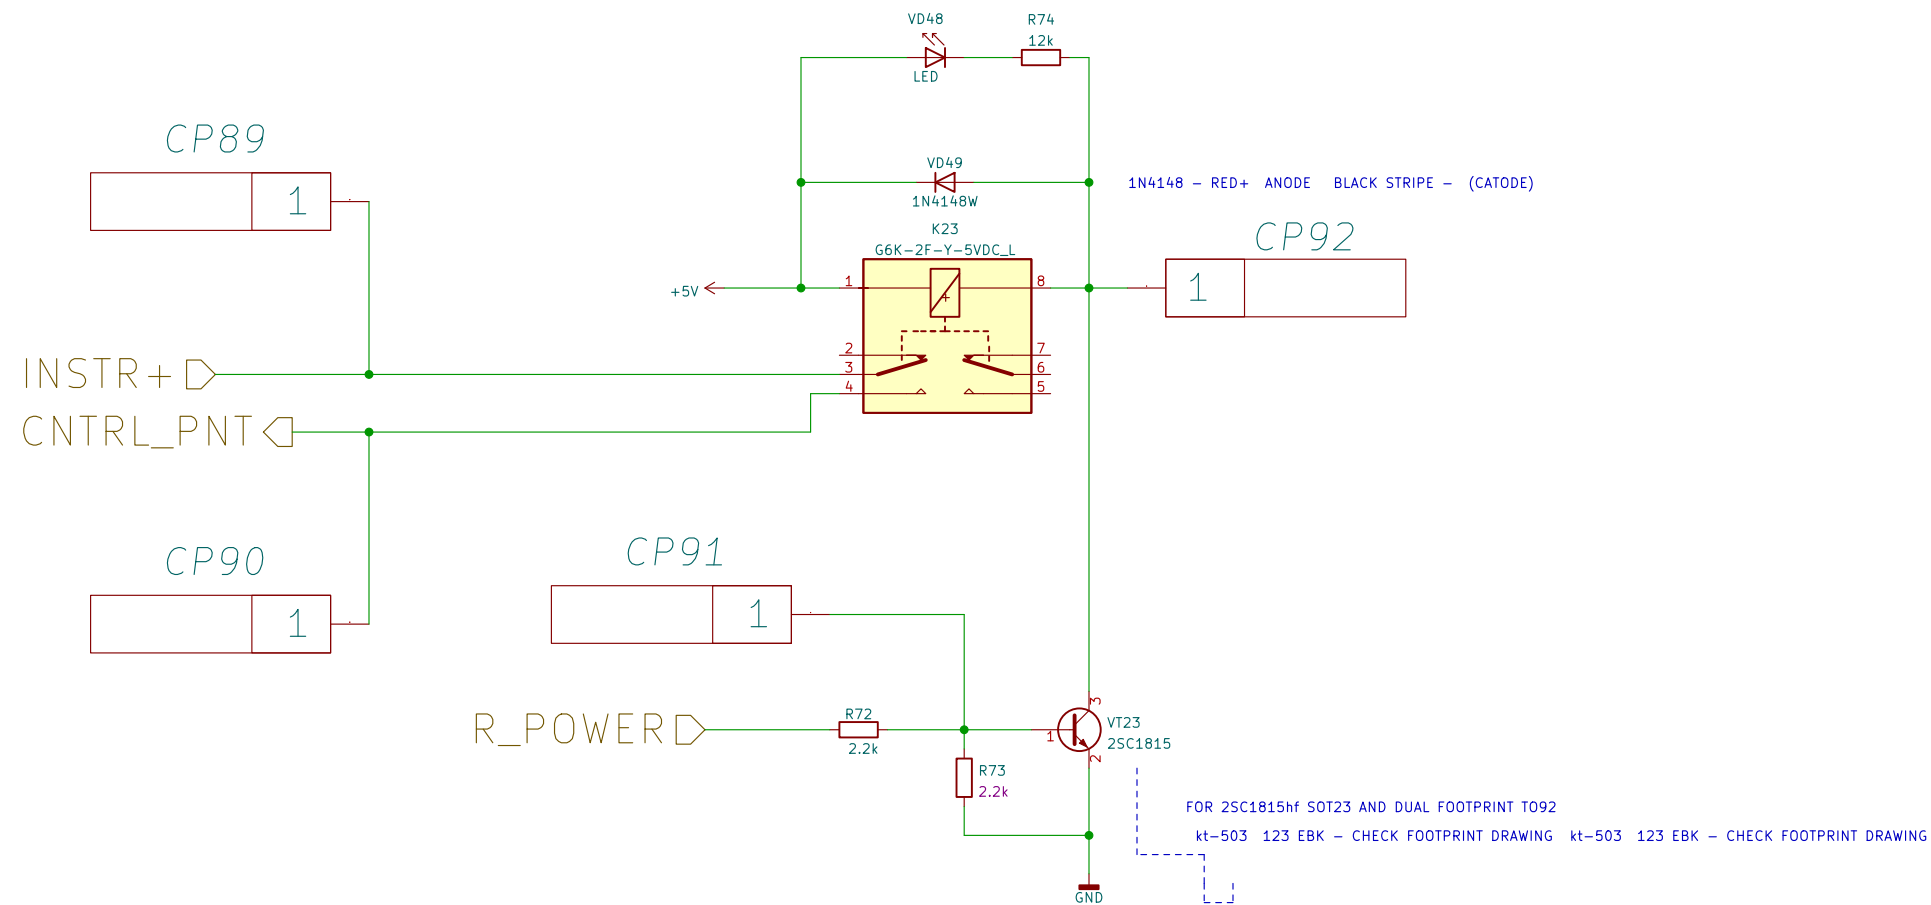 VD48
R74
12k
LED
CP89
1
VD49
1N4148W
1N4148 - RED+ ANODE BLACK STRIPE - (CATODE)
K23
G6K-2F-Y-5VDC_L
CP92
1
+5V
1
8
+
2
7
3
6
4
5
INSTR+
CNTRL_PNT
CP90
1
CP91
1
R_POWER
R72
2.2k
R73
2.2k
3
1
2
VT23
2SC1815
FOR 2SC1815hf SOT23 AND DUAL FOOTPRINT TO92
kt-503 123 EBK - CHECK FOOTPRINT DRAWING kt-503 123 EBK - CHECK FOOTPRINT DRAWING
GND